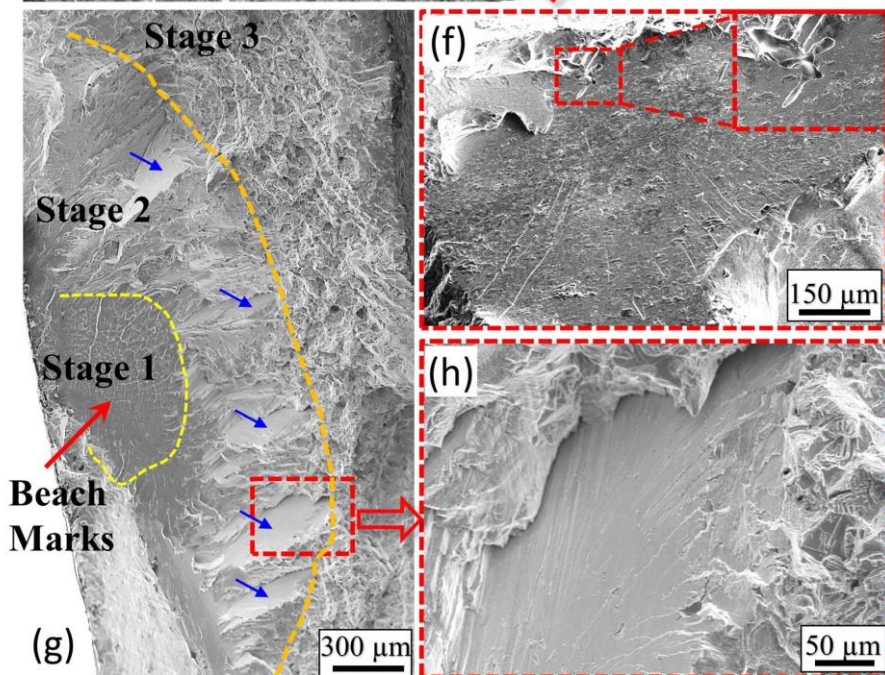 Stage 3
Stage 2
Stage 1
Beach
Marks
(g)
300 µm
(f)
150 µm
(h)
50 µm